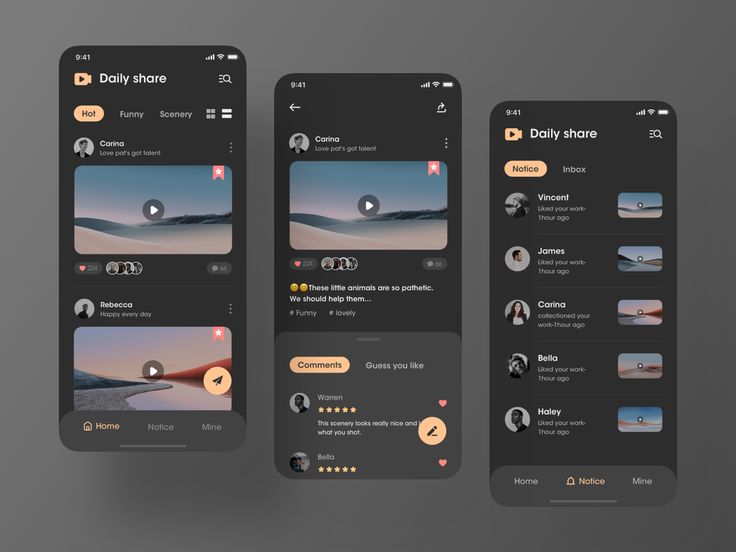 9:41
Daily share
Hot Funny Scenery
Carina
Love pat's got talent
224
66
Rebecca
Happy every day
Home Notice Mine
9:41
Carina
Love pat's got talent
224
66
😄😄These little animals are so pathetic.
We should help them...
# Funny # lovely
Comments Guess you like
Warren
This scenery looks really nice and
what you shot.
Bella
9:41
Daily share
Notice Inbox
Vincent
Liked your work-
1hour ago
James
Liked your work-
1hour ago
Carina
collectioned your
work-1hour ago
Bella
Liked your work-
1hour ago
Haley
Liked your work-
1hour ago
Home Notice Mine